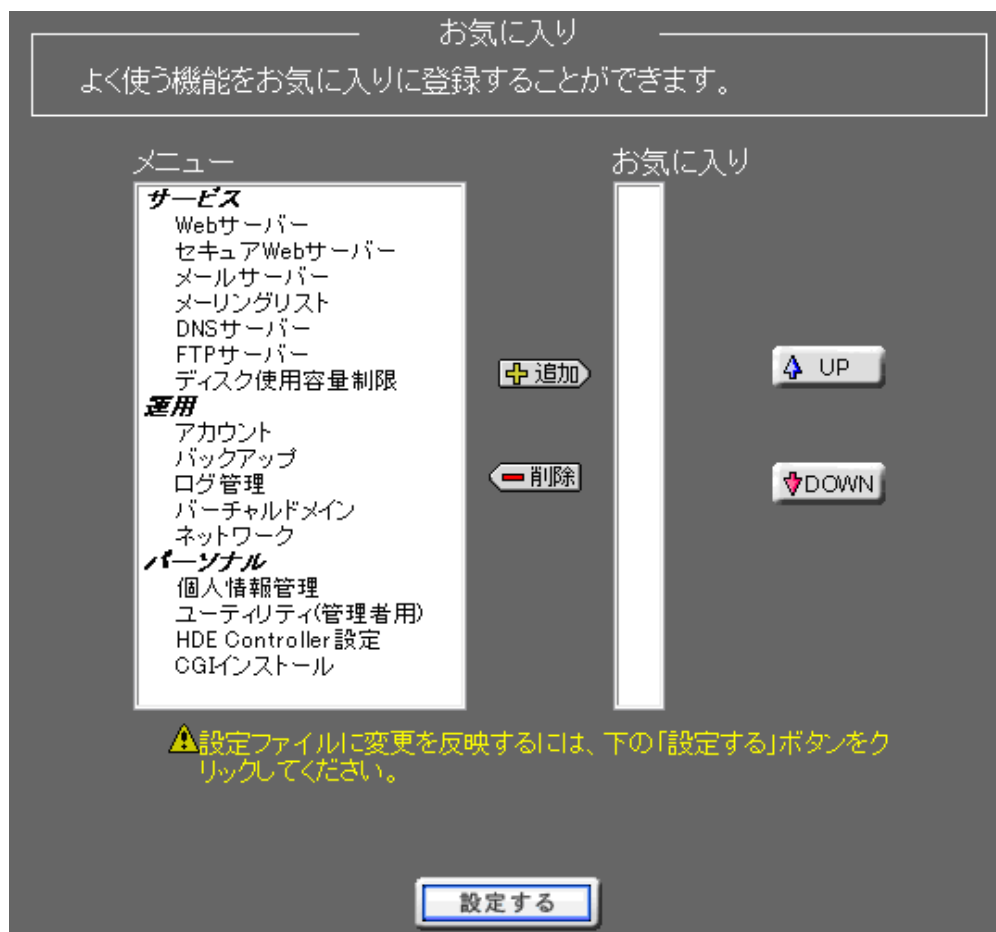 お気に入り
よく使う機能をお気に入りに登録することができます。
メニュー
お気に入り
サービス
Webサーバー
セキュアWebサーバー
メールサーバー
メーリングリスト
DNSサーバー
FTPサーバー
ディスク使用容量制限
運用
アカウント
バックアップ
ログ管理
バーチャルドメイン
ネットワーク
パーソナル
個人情報管理
ユーティリティ(管理者用)
HDE Controller設定
CGIインストール
追加
削除
UP
DOWN
設定ファイルに変更を反映するには、下の「設定する」ボタンをク
リックしてください。
設定する